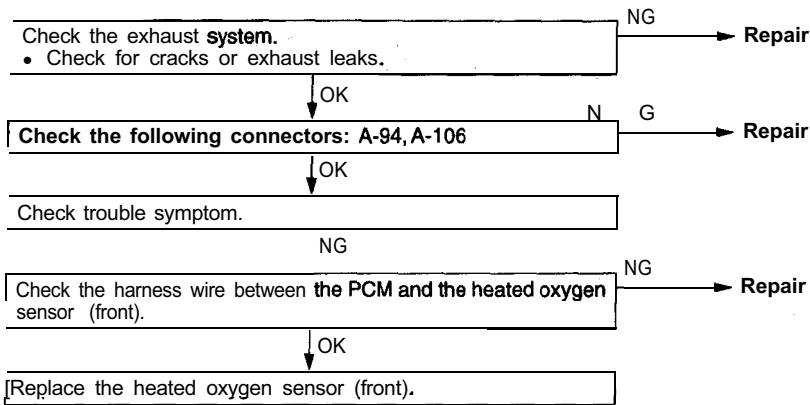 Check the exhaust system.
NG
Repair
• Check for cracks or exhaust leaks.
OK
Check the following connectors: A-94, A-106
N G
Repair
OK
Check trouble symptom.
NG
Check the harness wire between the PCM and the heated oxygen
sensor (front).
NG
Repair
OK
[Replace the heated oxygen sensor (front).